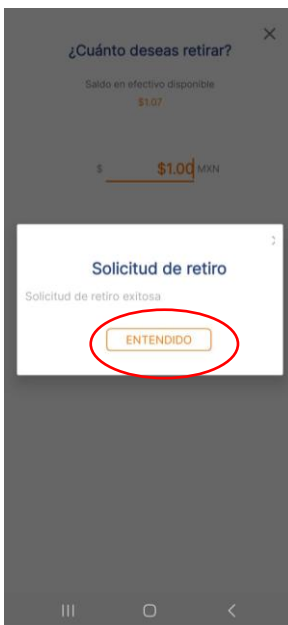 ¿Cuánto deseas retirar?
Saldo en efectivo disponible
$1.07
$ $1.00 MXN
Solicitud de retiro
Solicitud de retiro exitosa
ENTENDIDO